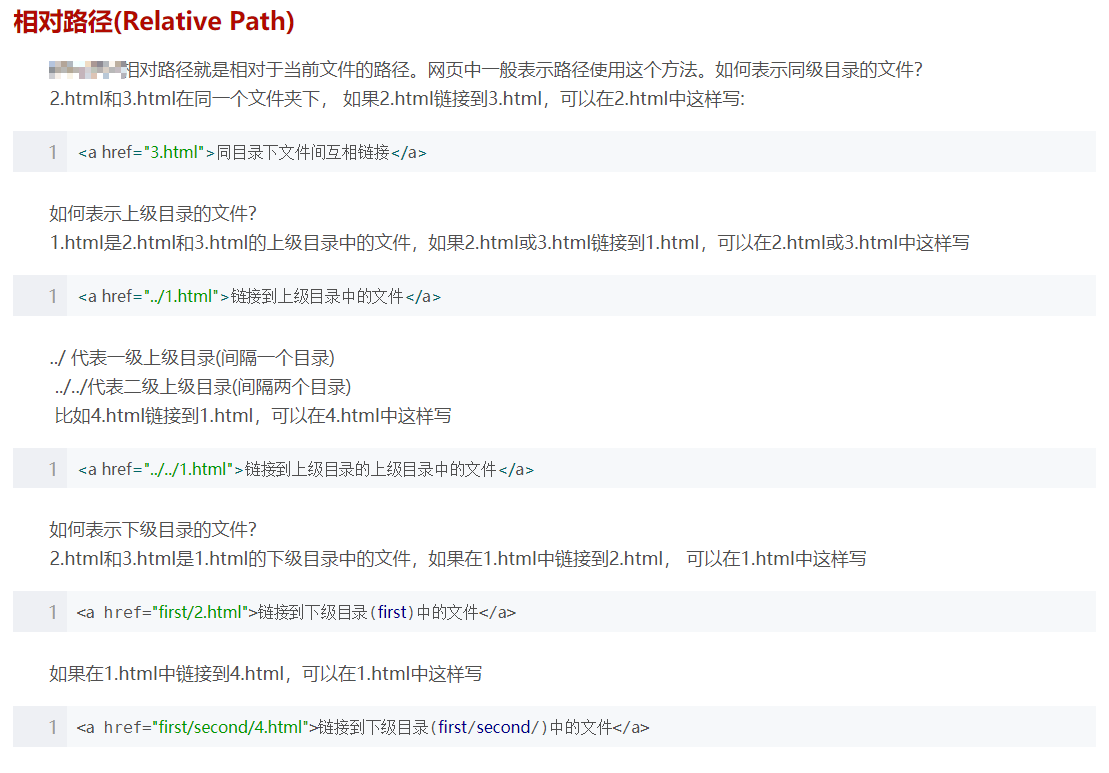 相对路径(Relative Path)
相对路径就是相对于当前文件的路径。网页中一般表示路径使用这个方法。如何表示同级目录的文件？
2.html和3.html在同一个文件夹下， 如果2.html链接到3.html，可以在2.html中这样写:
1 <a href="3.html">同目录下文件间互相链接</a>
如何表示上级目录的文件？
1.html是2.html和3.html的上级目录中的文件，如果2.html或3.html链接到1.html，可以在2.html或3.html中这样写
1 <a href="../1.html">链接到上级目录中的文件</a>
../ 代表一级上级目录(间隔一个目录)
../../代表二级上级目录(间隔两个目录)
比如4.html链接到1.html，可以在4.html中这样写
1 <a href="../../1.html">链接到上级目录的上级目录中的文件</a>
如何表示下级目录的文件？
2.html和3.html是1.html的下级目录中的文件，如果在1.html中链接到2.html， 可以在1.html中这样写
1 <a href="first/2.html">链接到下级目录(first)中的文件</a>
如果在1.html中链接到4.html，可以在1.html中这样写
1 <a href="first/second/4.html">链接到下级目录(first/second/)中的文件</a>